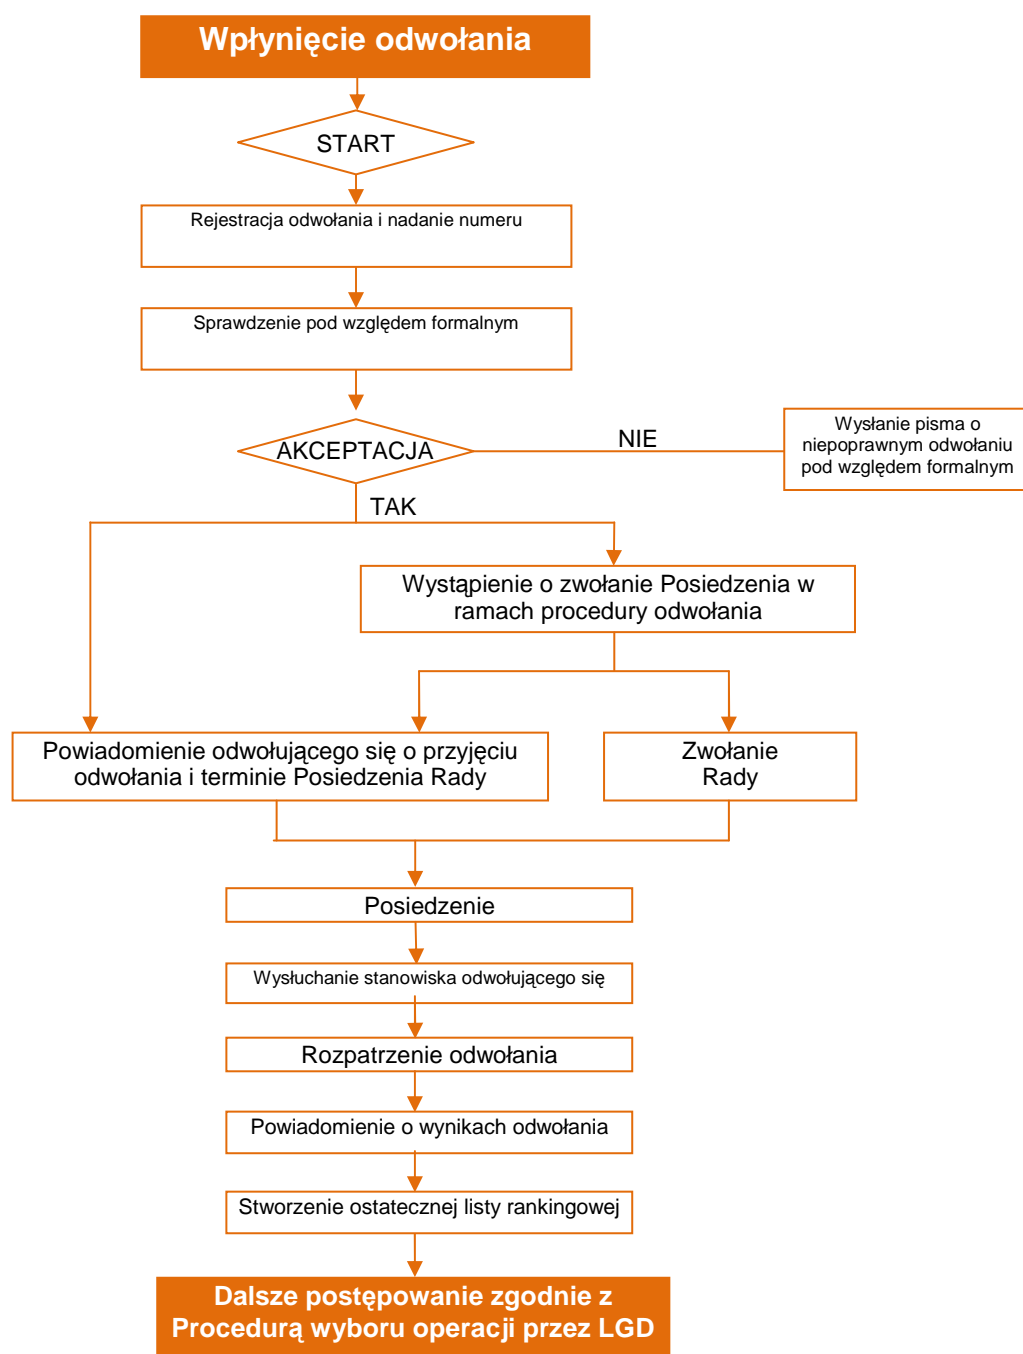 Wpłynięcie odwołania
START
Rejestracja odwołania i nadanie numeru
Sprawdzenie pod względem formalnym
AKCEPTACJA
NIE
Wysłanie pisma o
niepoprawnym odwołaniu
pod względem formalnym
TAK
Wystąpienie o zwołanie Posiedzenia w
ramach procedury odwołania
Powiadomienie odwołującego się o przyjęciu
odwołania i terminie Posiedzenia Rady
Zwołanie
Rady
Posiedzenie
Wysłuchanie stanowiska odwołującego się
Rozpatrzenie odwołania
Powiadomienie o wynikach odwołania
Stworzenie ostatecznej listy rankingowej
Dalsze postępowanie zgodnie z
Procedurą wyboru operacji przez LGD